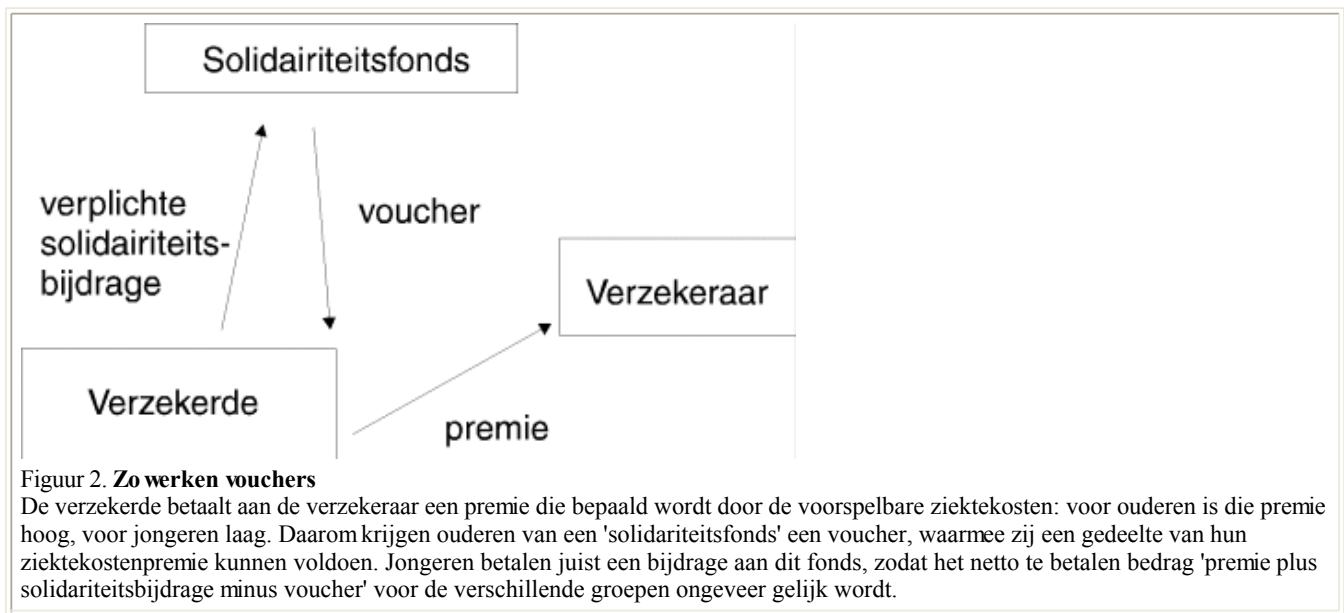 Solidairiteitsfonds
verplichte
solidairiteits-
bijdrage
voucher
Verzekeraar
Verzekerde
premie
Figuur 2. Zo werken vouchers
De verzekerde betaalt aan de verzekeraar een premie die bepaald wordt door de voorspelbare ziektekosten: voor ouderen is die premie
hoog, voor jongeren laag. Daarom krijgen ouderen van een 'solidariteitsfonds' een voucher, waarmee zij een gedeelte van hun
ziektekostenpremie kunnen voldoen. Jongeren betalen juist een bijdrage aan dit fonds, zodat het netto te betalen bedrag 'premie plus
solidariteitsbijdrage minus voucher' voor de verschillende groepen ongeveer gelijk wordt.